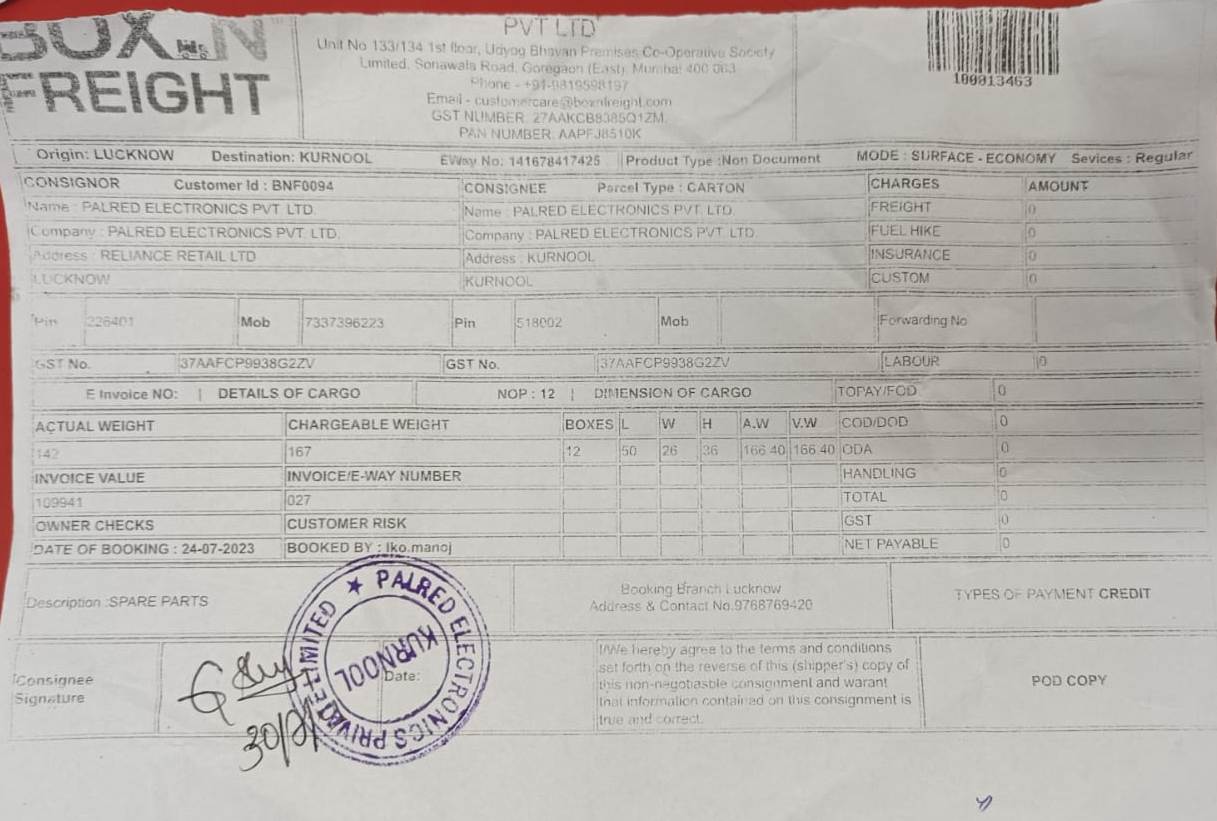 BOX N FREIGHT
PVT LTD
Unit No 133/134 1st floor, Udyog Bhavan Premises Co-Operative Society
Limited, Sonawala Road, Goregaon (East), Mumbai 400 063
Phone - +91-9819598197
Email - customercare@boxnfreight.com
GST NUMBER: 27AAKCB8385Q1ZM
PAN NUMBER: AAPFJ8510K
100013463
Origin: LUCKNOW Destination: KURNOOL EWay No: 141678417425 Product Type :Non Document MODE : SURFACE - ECONOMY Sevices : Regular
CONSIGNOR Customer Id : BNF0094 CONSIGNEE Parcel Type : CARTON CHARGES AMOUNT
Name : PALRED ELECTRONICS PVT. LTD. Name : PALRED ELECTRONICS PVT. LTD. FREIGHT 0
Company : PALRED ELECTRONICS PVT. LTD. Company : PALRED ELECTRONICS PVT. LTD. FUEL HIKE 0
Address : RELIANCE RETAIL LTD Address : KURNOOL INSURANCE 0
LUCKNOW KURNOOL CUSTOM 0
Pin 226401 Mob 7337396223 Pin 518002 Mob Forwarding No
GST No. 37AAFCP9938G2ZV GST No. 37AAFCP9938G2ZV LABOUR 0
E Invoice NO: | DETAILS OF CARGO NOP : 12 | DIMENSION OF CARGO TOPAY/FOD 0
ACTUAL WEIGHT CHARGEABLE WEIGHT BOXES L W H A.W V.W COD/DOD 0
142 167 12 50 26 36 166.40 166.40 ODA 0
INVOICE VALUE INVOICE/E-WAY NUMBER HANDLING 0
109941 027 TOTAL 0
OWNER CHECKS CUSTOMER RISK GST 0
DATE OF BOOKING : 24-07-2023 BOOKED BY : lko.manoj NET PAYABLE 0
Description :SPARE PARTS
Booking Branch Lucknow
Address & Contact No.9768769420
TYPES OF PAYMENT CREDIT
Consignee
Signature
Date:
★ PALRED ELECTRONICS PRIVATE LIMITED
KURNOOL
I/We hereby agree to the terms and conditions
set forth on the reverse of this (shipper's) copy of
this non-negotiasble consignment and warant
that information contained on this consignment is
true and correct.
POD COPY